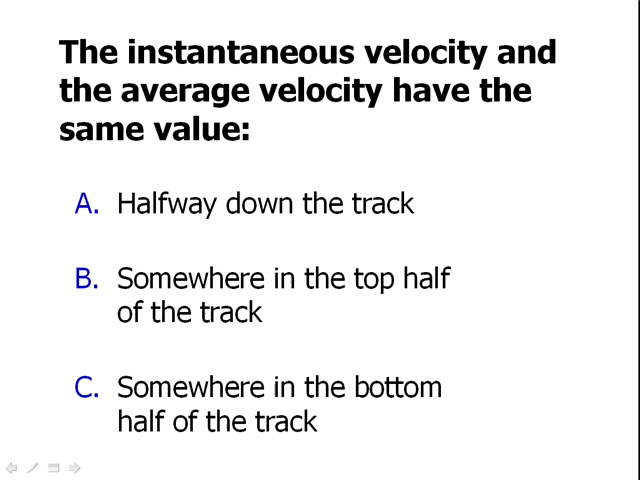 The instantaneous velocity and
the average velocity have the
same value:
A. Halfway down the track
B. Somewhere in the top half
of the track
C. Somewhere in the bottom
half of the track